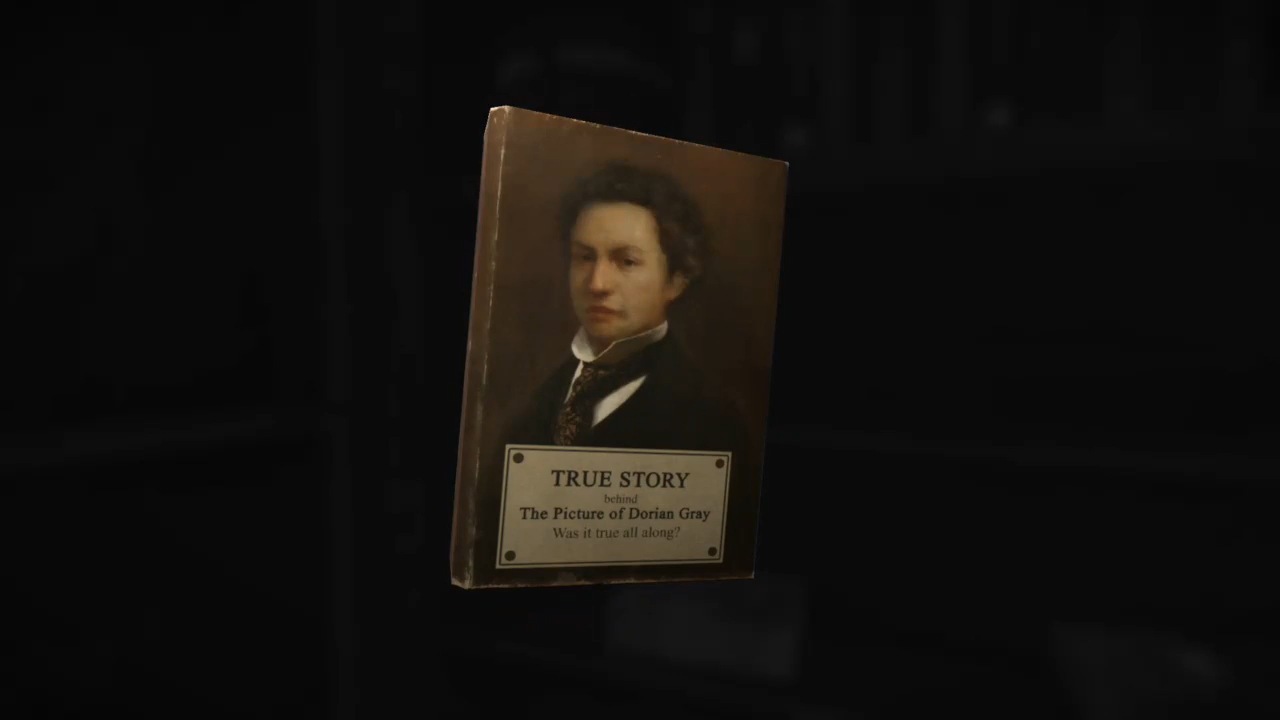 TRUE STORY
behind
The Picture of Dorian Gray
Was it true all along?